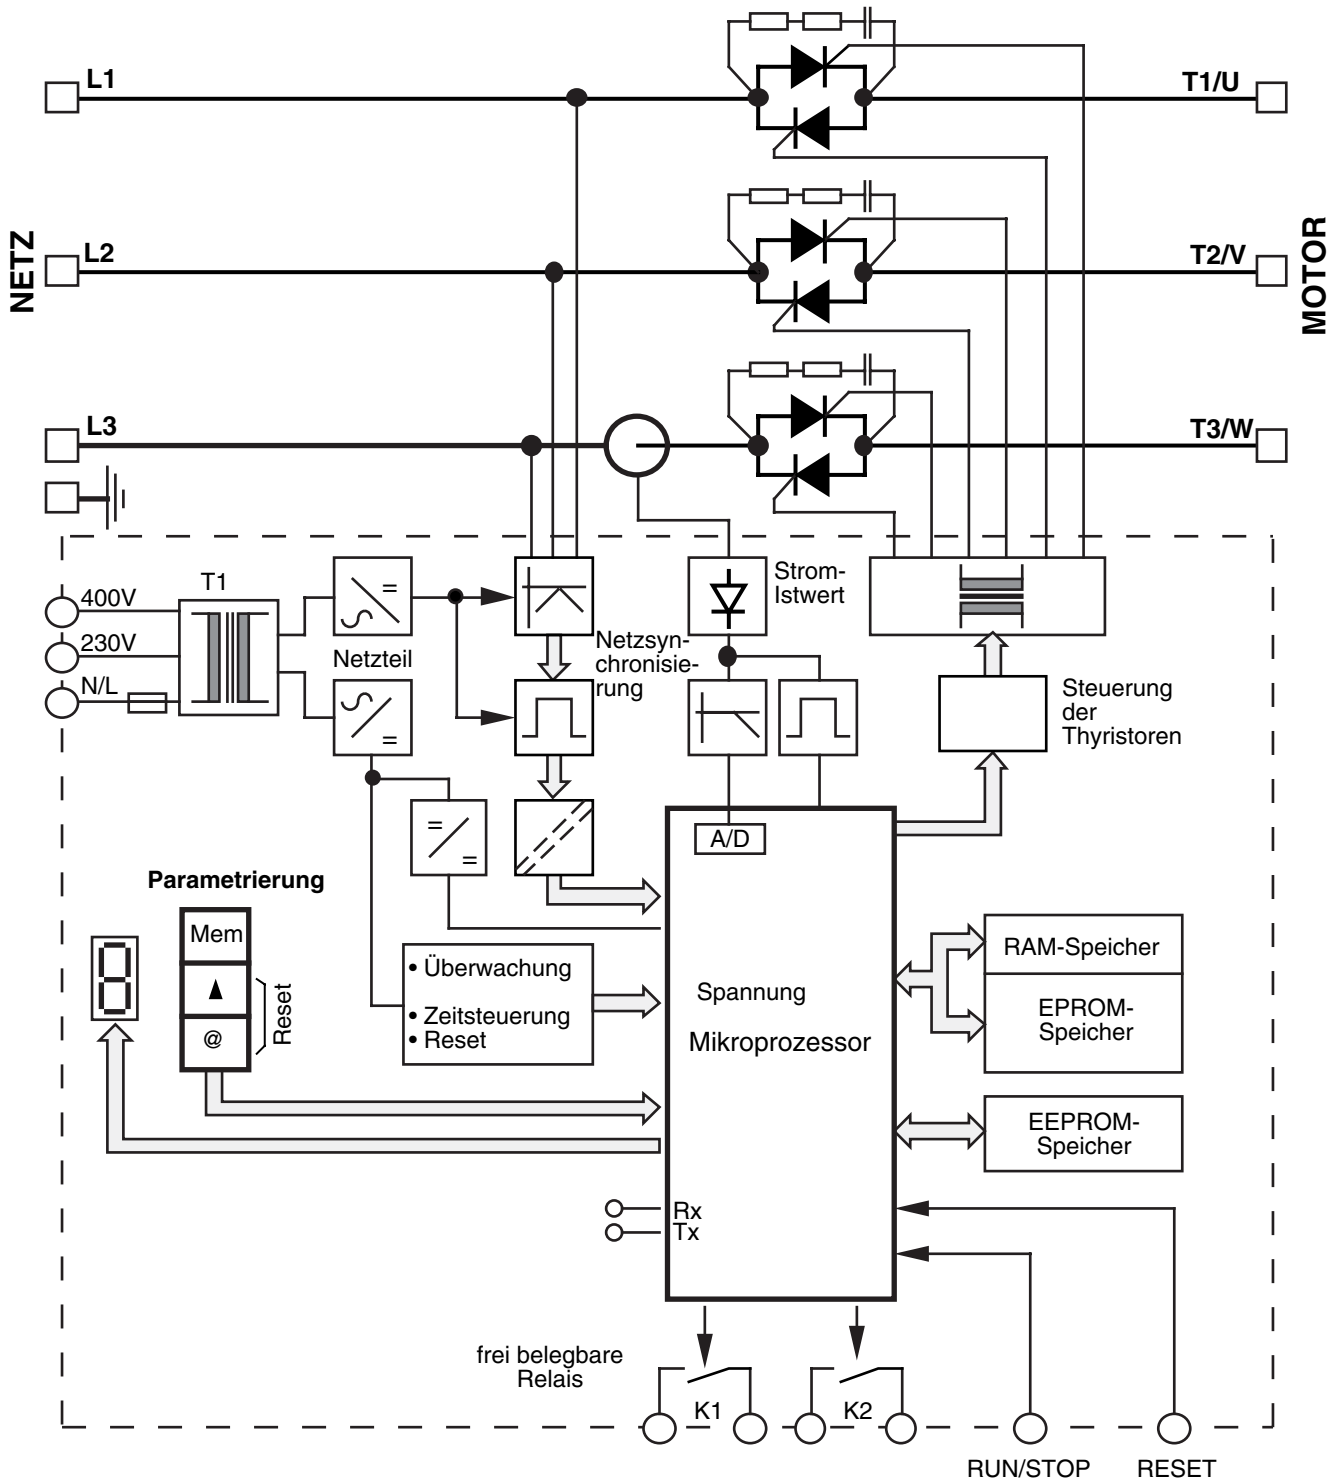 L1
T1/U
NETZ
L2
T2/V
MOTOR
L3
T3/W
T1
400V
230V
N/L
Netzteil
Netzsyn-
chronisie-
rung
Strom-
Istwert
Steuerung
der
Thyristoren
A/D
Parametrierung
Mem
▲
@
Reset
• Überwachung
• Zeitsteuerung
• Reset
Spannung
Mikroprozessor
RAM-Speicher
EPROM-
Speicher
EEPROM-
Speicher
Rx
Tx
frei belegbare
Relais
K1
K2
RUN/STOP
RESET